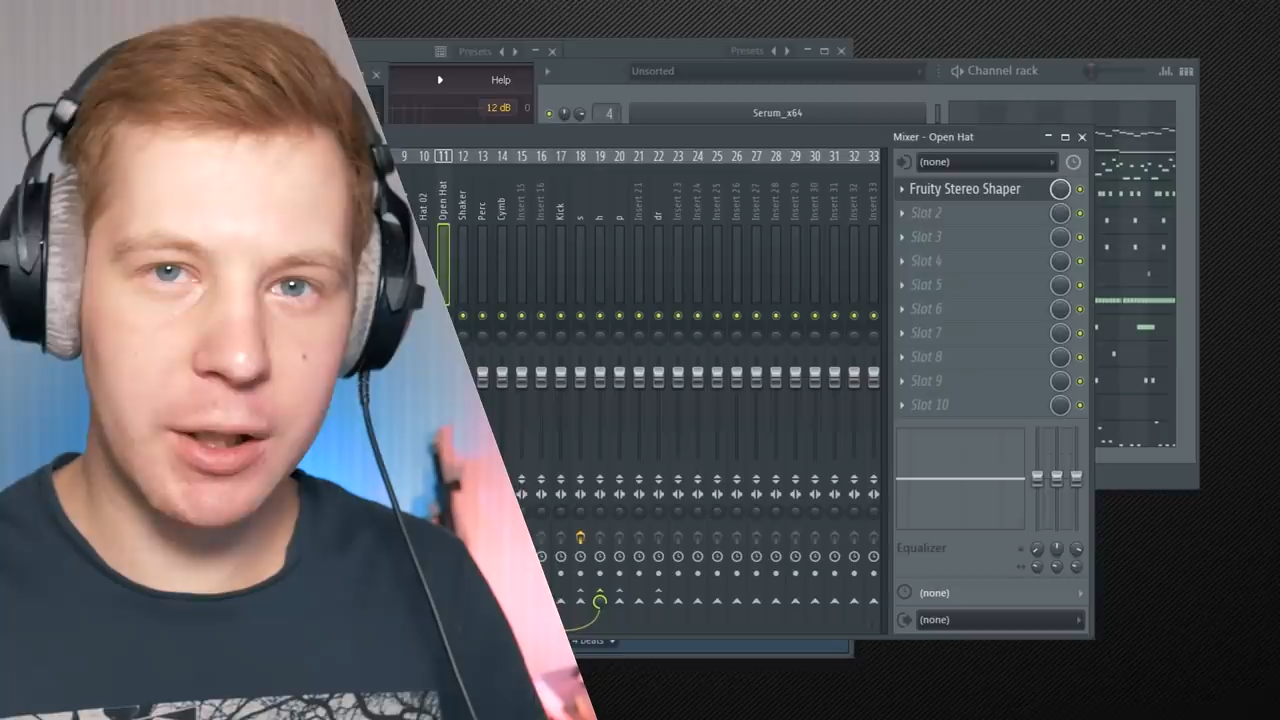 Presets
Presets
Help
Unsorted
Channel rack
12 dB
0
4
Serum_x64
Mixer - Open Hat
9 10 11 12 13 14 15 16 17 18 19 20 21 22 23 24 25 26 27 28 29 30 31 32 33
(none)
Hat 02
Open Hat
Shaker
Perc
Cymb
Insert 15
Insert 16
Kick
s
h
p
Insert 21
dr
Insert 23
Insert 24
Insert 25
Insert 26
Insert 27
Insert 28
Insert 29
Insert 30
Insert 31
Insert 32
Insert 33
Fruity Stereo Shaper
Slot 2
Slot 3
Slot 4
Slot 5
Slot 6
Slot 7
Slot 8
Slot 9
Slot 10
Equalizer
(none)
(none)